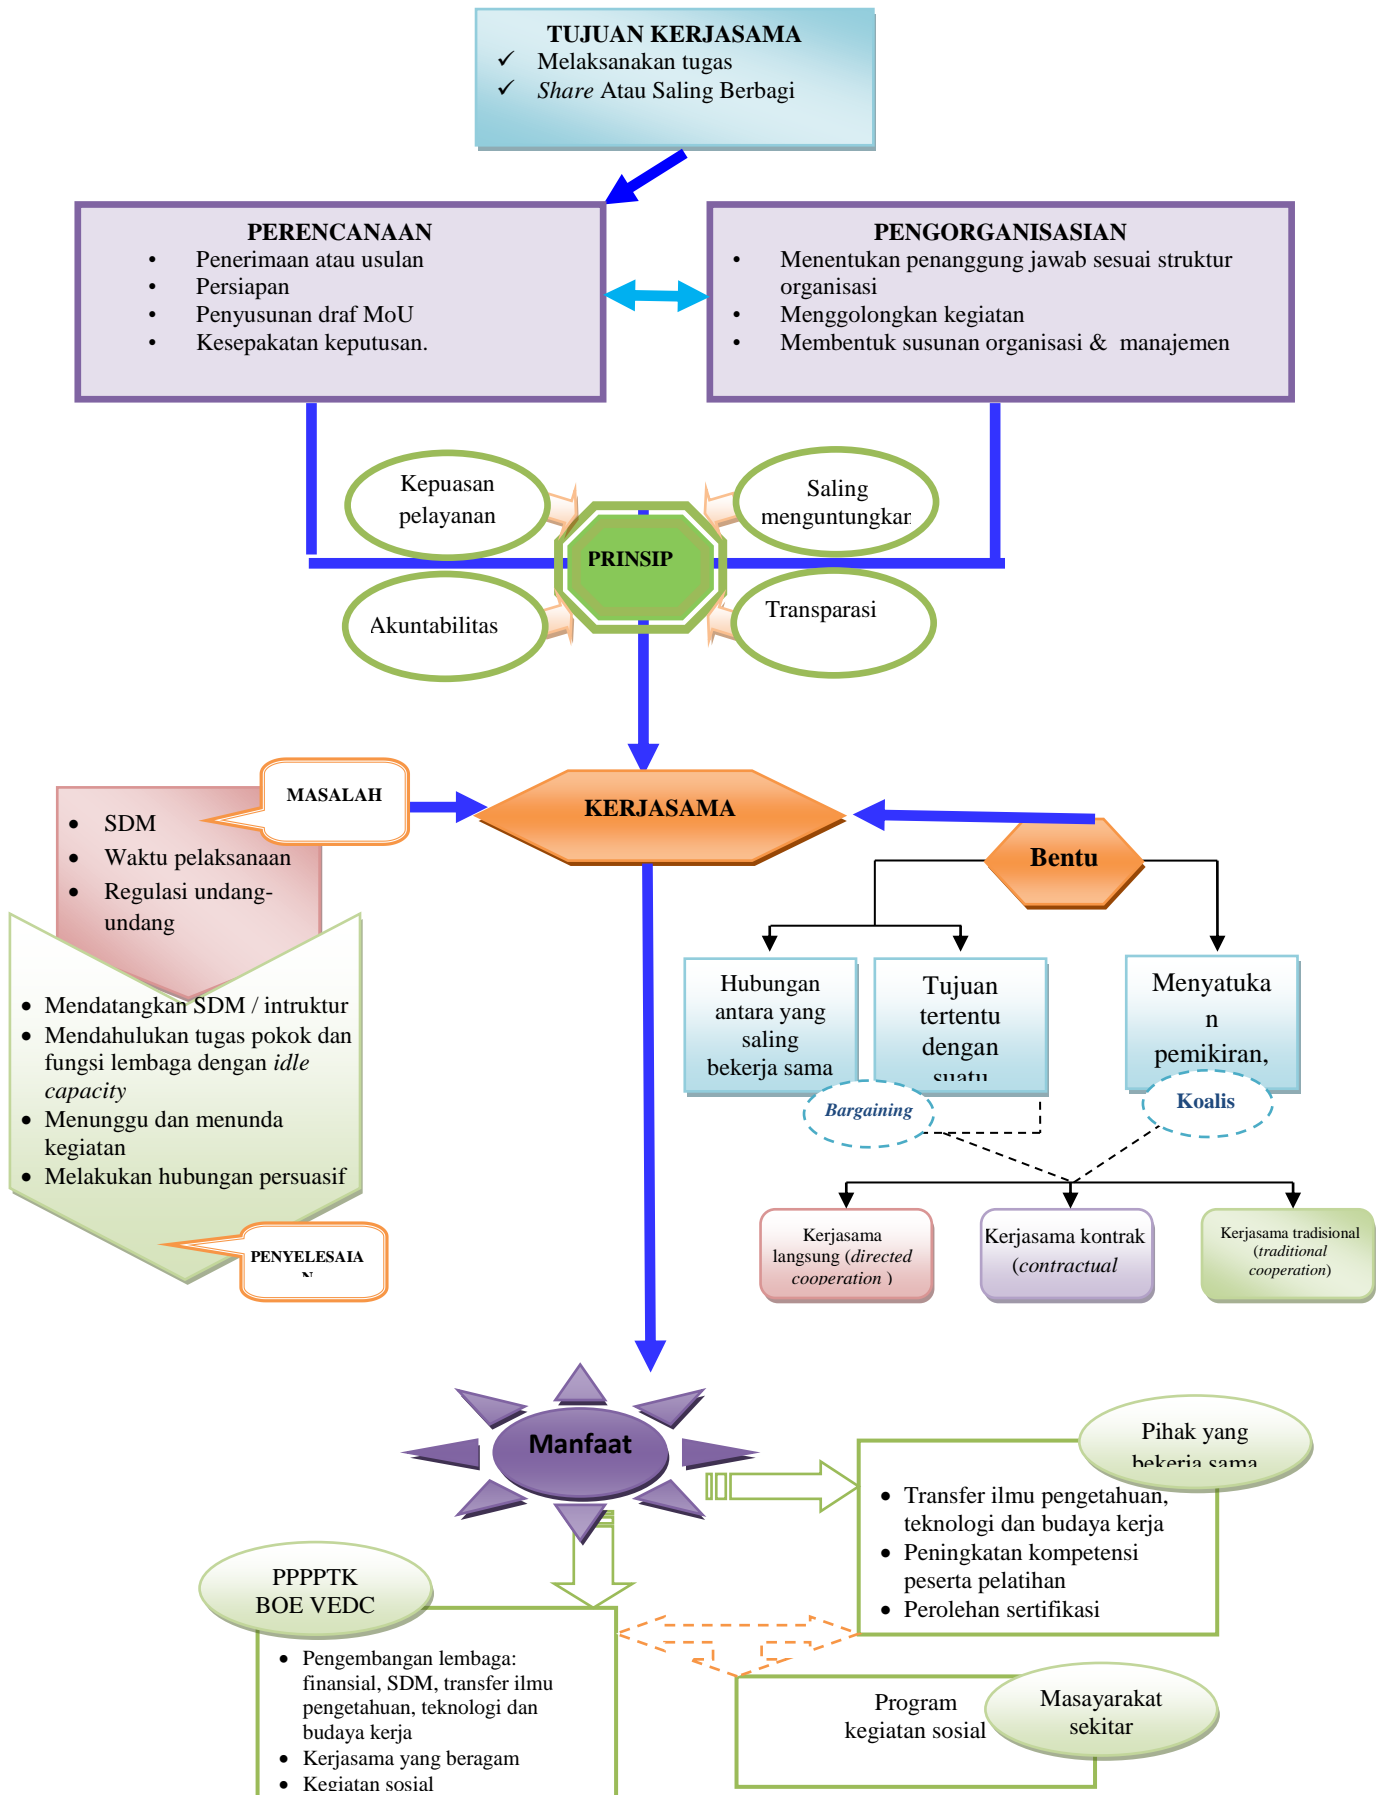 TUJUAN KERJASAMA
✓ Melaksanakan tugas
✓ Share Atau Saling Berbagi
PERENCANAAN
• Penerimaan atau usulan
• Persiapan
• Penyusunan draf MoU
• Kesepakatan keputusan.
PENGORGANISASIAN
• Menentukan penanggung jawab sesuai struktur
organisasi
• Menggolongkan kegiatan
• Membentuk susunan organisasi & manajemen
Kepuasan
pelayanan
Saling
menguntungkan
PRINSIP
Akuntabilitas
Transparasi
MASALAH
• SDM
• Waktu pelaksanaan
• Regulasi undang-
undang
KERJASAMA
Bentu
• Mendatangkan SDM / intruktur
• Mendahulukan tugas pokok dan
fungsi lembaga dengan idle
capacity
• Menunggu dan menunda
kegiatan
• Melakukan hubungan persuasif
PENYELESAIA
N
Hubungan
antara yang
saling
bekerja sama
Tujuan
tertentu
dengan
suatu
Menyatuka
n
pemikiran,
Bargaining
Koalis
Kerjasama
langsung (directed
cooperation )
Kerjasama kontrak
(contractual
Kerjasama tradisional
(traditional
cooperation)
Manfaat
Pihak yang
bekerja sama
• Transfer ilmu pengetahuan,
teknologi dan budaya kerja
• Peningkatan kompetensi
peserta pelatihan
• Perolehan sertifikasi
PPPPTK
BOE VEDC
• Pengembangan lembaga:
finansial, SDM, transfer ilmu
pengetahuan, teknologi dan
budaya kerja
• Kerjasama yang beragam
• Kegiatan sosial
Program
kegiatan sosial
Masayarakat
sekitar